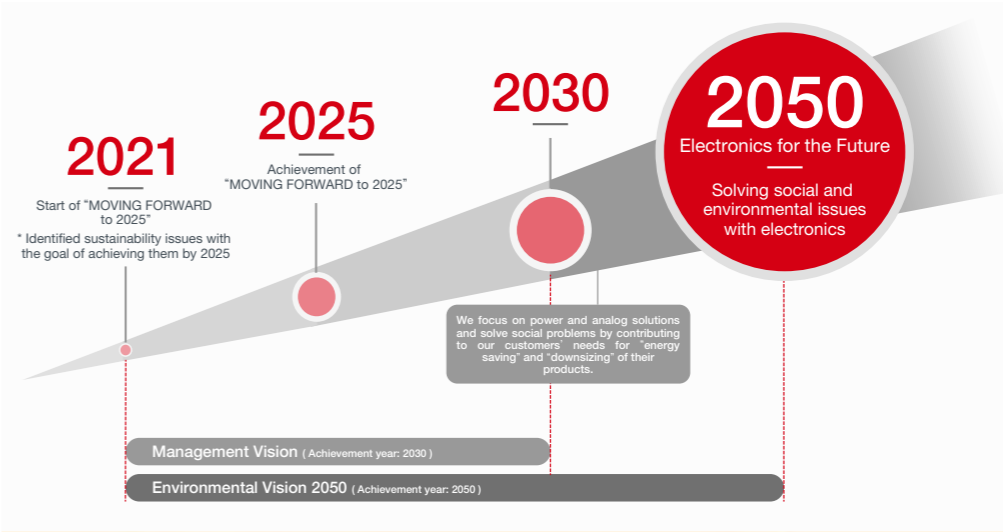 2021
Start of “MOVING FORWARD
to 2025”
* Identified sustainability issues with
the goal of achieving them by 2025
2025
Achievement of
“MOVING FORWARD to 2025”
2030
2050
Electronics for the Future
Solving social and
environmental issues
with electronics
We focus on power and analog solutions
and solve social problems by contributing
to our customers’ needs for “energy
saving” and “downsizing” of their
products.
Management Vision ( Achievement year: 2030 )
Environmental Vision 2050 ( Achievement year: 2050 )